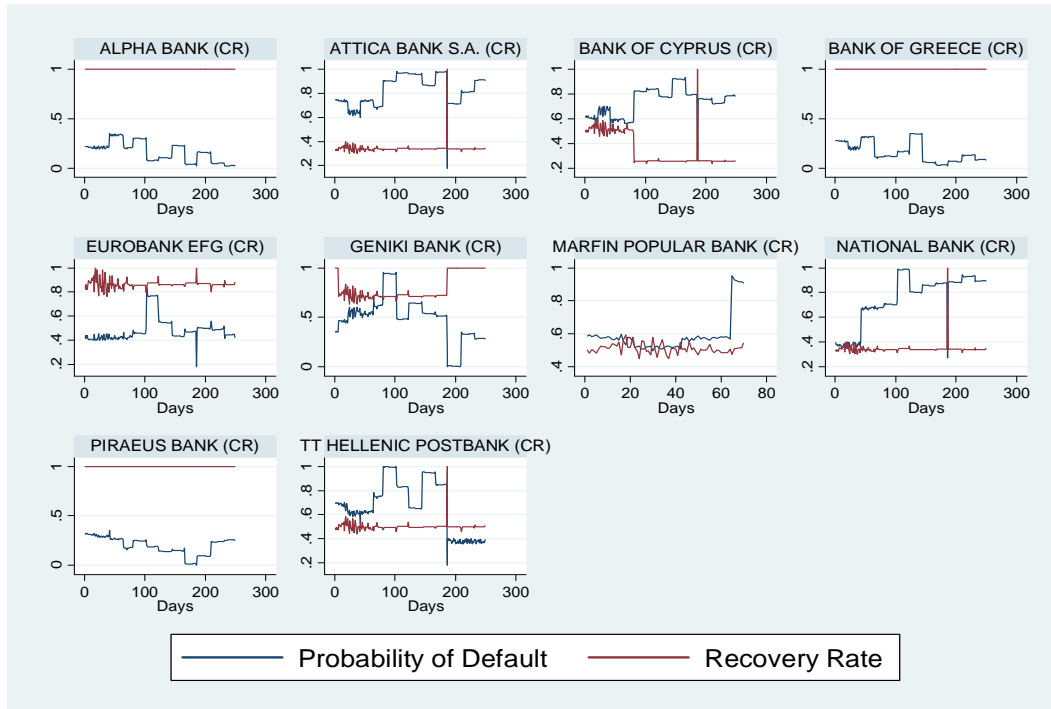 ALPHA BANK (CR)
1
.5
0
0 100 200 300
Days
ATTICA BANK S.A. (CR)
1
.8
.6
.4
.2
0 100 200 300
Days
BANK OF CYPRUS (CR)
1
.8
.6
.4
.2
0 100 200 300
Days
BANK OF GREECE (CR)
1
.5
0
0 100 200 300
Days
EUROBANK EFG (CR)
1
.8
.6
.4
.2
0 100 200 300
Days
GENIKI BANK (CR)
1
.5
0
0 100 200 300
Days
MARFIN POPULAR BANK (CR)
1
.8
.6
.4
0 20 40 60 80
Days
NATIONAL BANK (CR)
1
.8
.6
.4
.2
0 100 200 300
Days
PIRAEUS BANK (CR)
1
.5
0
0 100 200 300
Days
TT HELLENIC POSTBANK (CR)
1
.8
.6
.4
.2
0 100 200 300
Days
Probability of Default
Recovery Rate